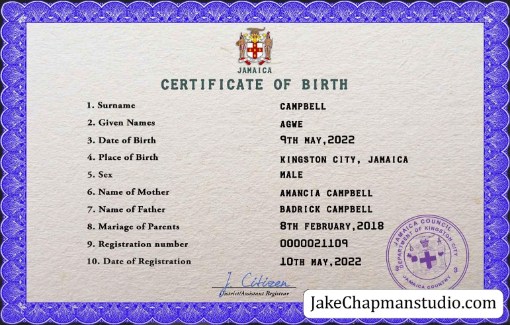 JAMAICA
CERTIFICATE OF BIRTH
1. Surname CAMPBELL
2. Given Names AGWE
3. Date of Birth 9TH MAY,2022
4. Place of Birth KINGSTON CITY, JAMAICA
5. Sex MALE
6. Name of Mother AMANCIA CAMPBELL
7. Name of Father BADRICK CAMPBELL
8. Mariage of Parents 8TH FEBRUARY,2018
9. Registration number 0000021109
10. Date of Registration 10TH MAY,2022
J. Citizen
District/Assistant Registrar
JAMAICA COUNCIL
DEPARTMENT OF KINGSTON CITY
JAMAICA COUNTRY
JakeChapmanstudio.com